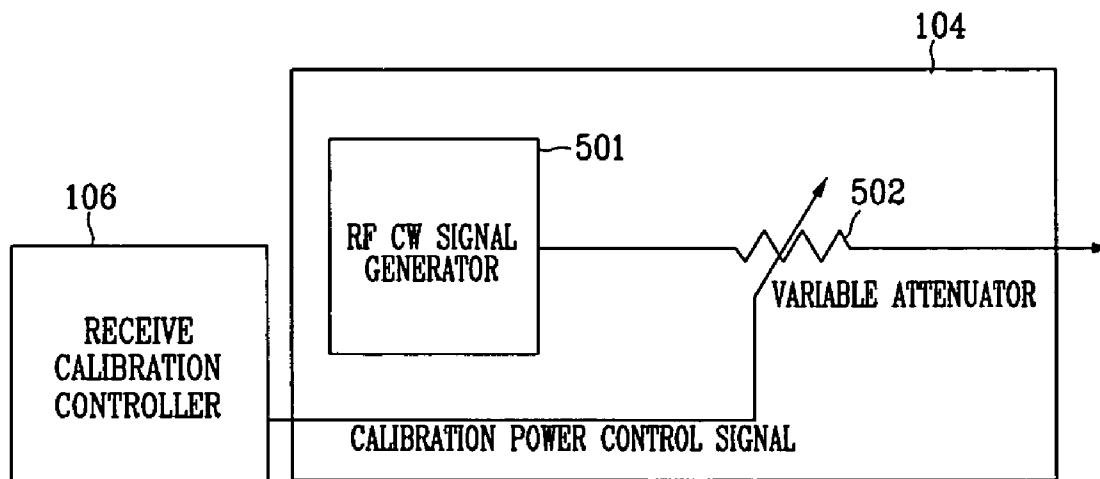 104
501
502
106
RF CW SIGNAL
GENERATOR
VARIABLE ATTENUATOR
RECEIVE
CALIBRATION
CONTROLLER
CALIBRATION POWER CONTROL SIGNAL